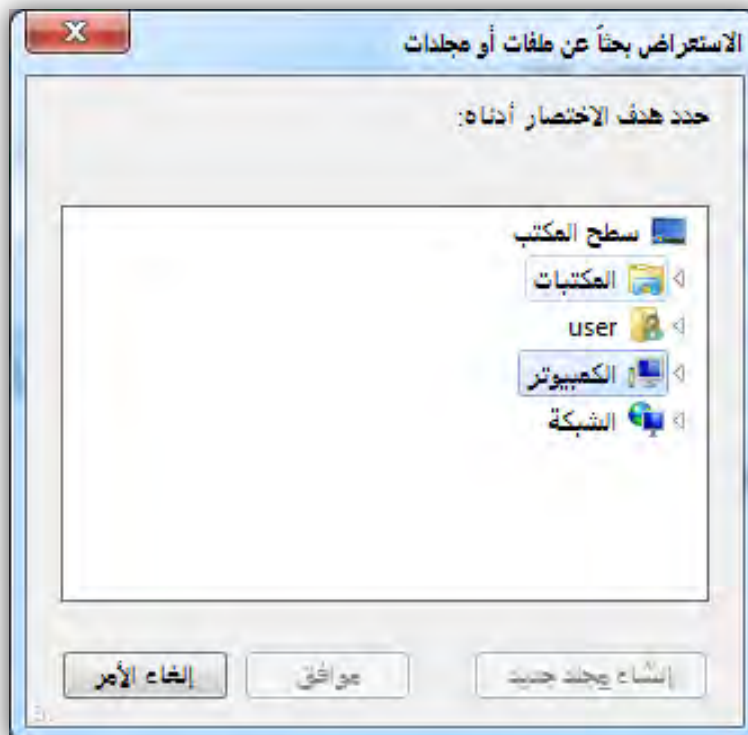 الاستعراض بحثاً عن ملفات أو مجلدات
حدد هدف الاختصار أدناه:
سطح المكتب
المكتبات
user
الكمبيوتر
الشبكة
إنشاء مجلد جديد
موافق
إلغاء الأمر